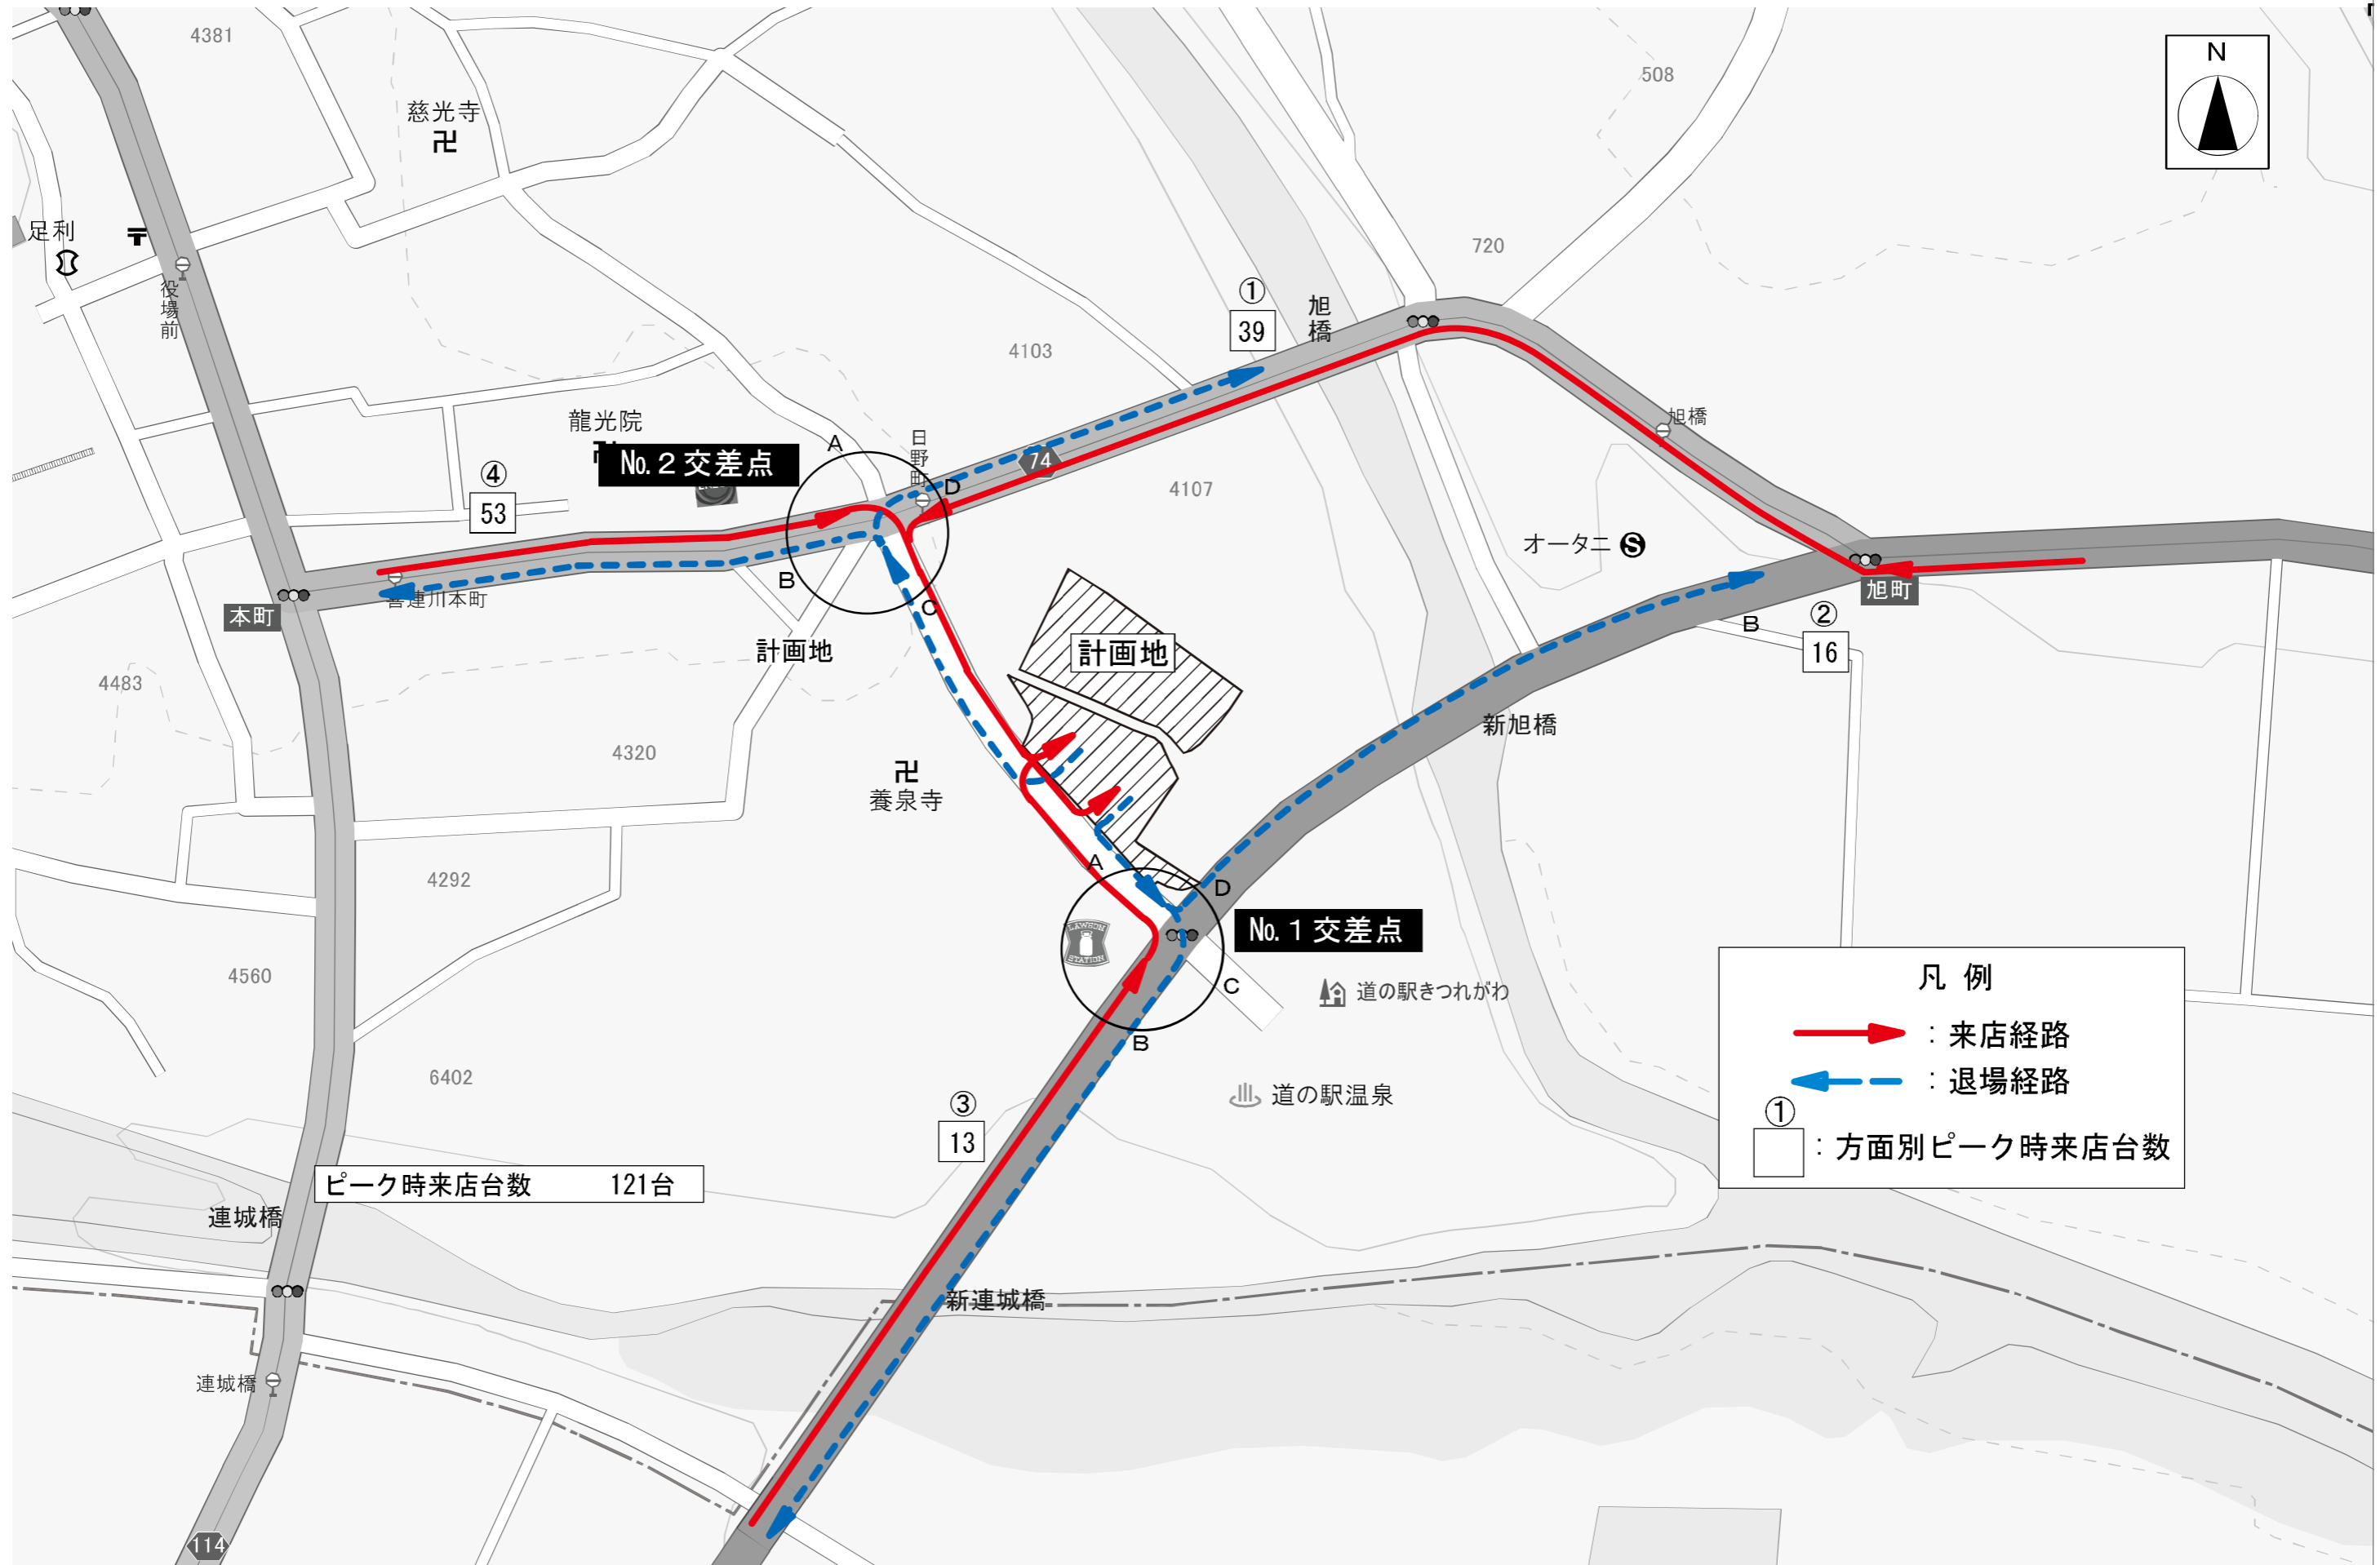 4381
508
N
慈光寺
足利
役場前
720
①
39
旭橋
4103
旭橋
龍光院
No.2交差点
A
日野町
74
D
4107
④
53
オータニ
S
B
C
喜連川本町
本町
旭町
②
16
B
計画地
計画地
4483
4320
新旭橋
養泉寺
4292
A
D
No.1交差点
LAWSON
STATION
4560
C
道の駅きつれがわ
B
6402
道の駅温泉
③
13
凡 例
：来店経路
：退場経路
①
：方面別ピーク時来店台数
ピーク時来店台数 121台
連城橋
新連城橋
連城橋
114